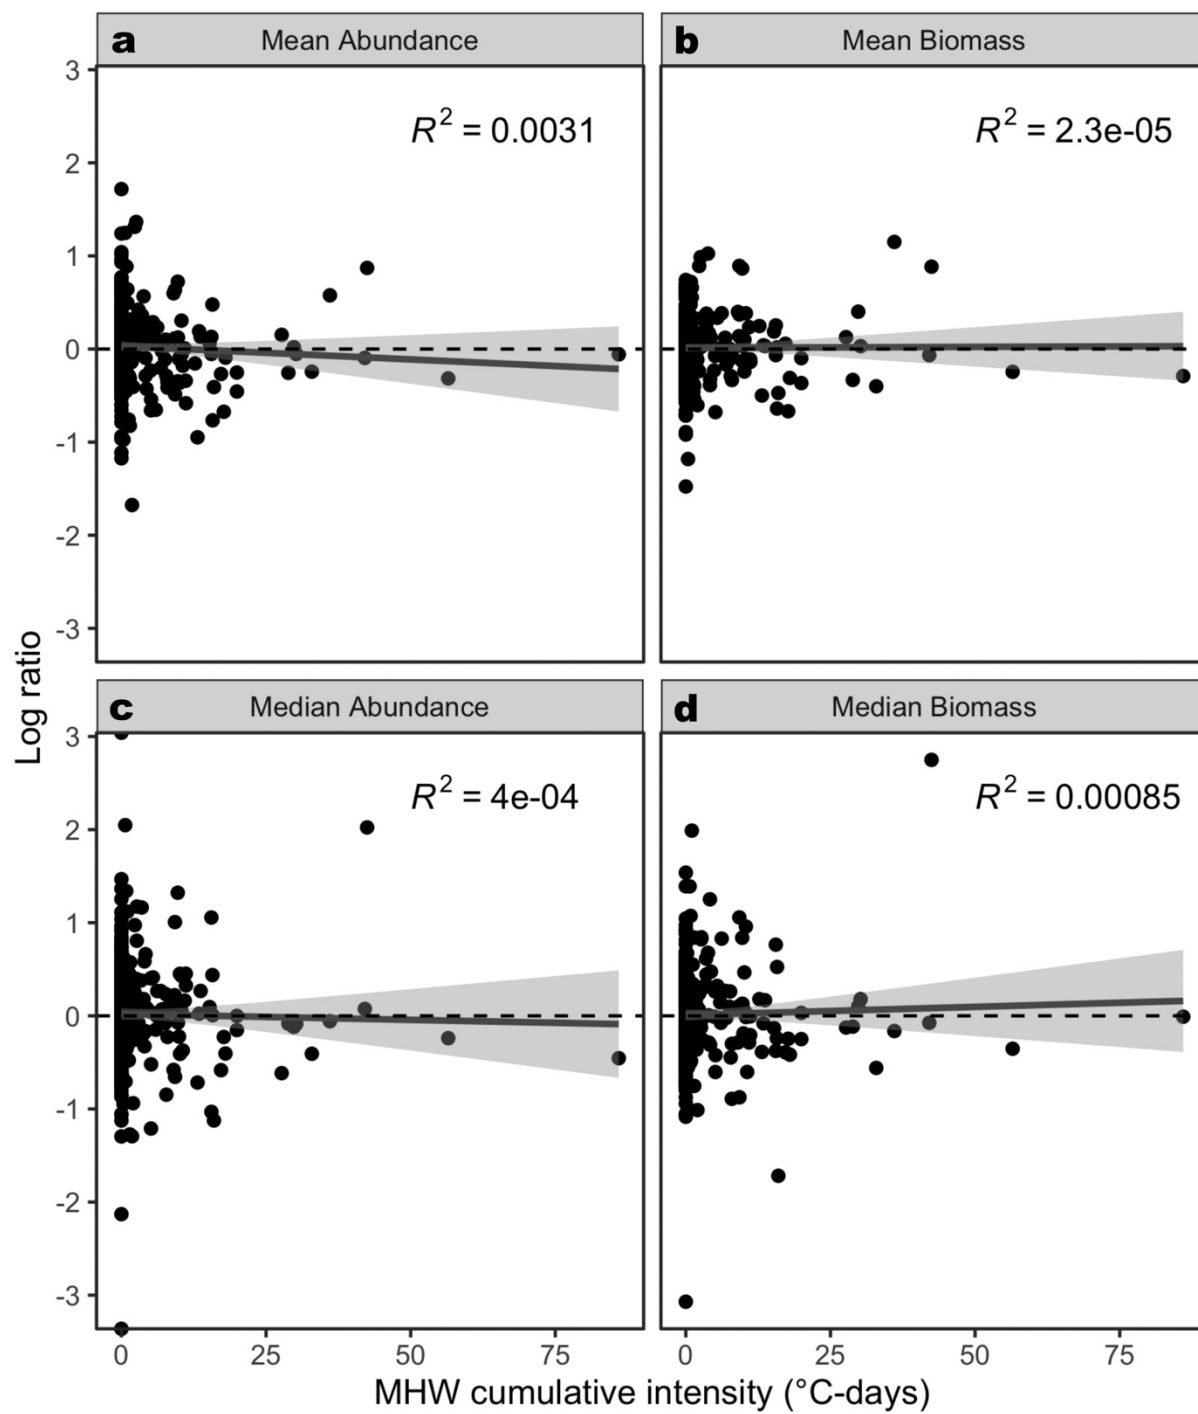 a Mean Abundance
b Mean Biomass
3
2
1
0
-1
-2
-3
R² = 0.0031
R² = 2.3e-05
Log ratio
c Median Abundance
d Median Biomass
3
2
1
0
-1
-2
-3
R² = 4e-04
R² = 0.00085
0 25 50 75
0 25 50 75
MHW cumulative intensity (°C-days)